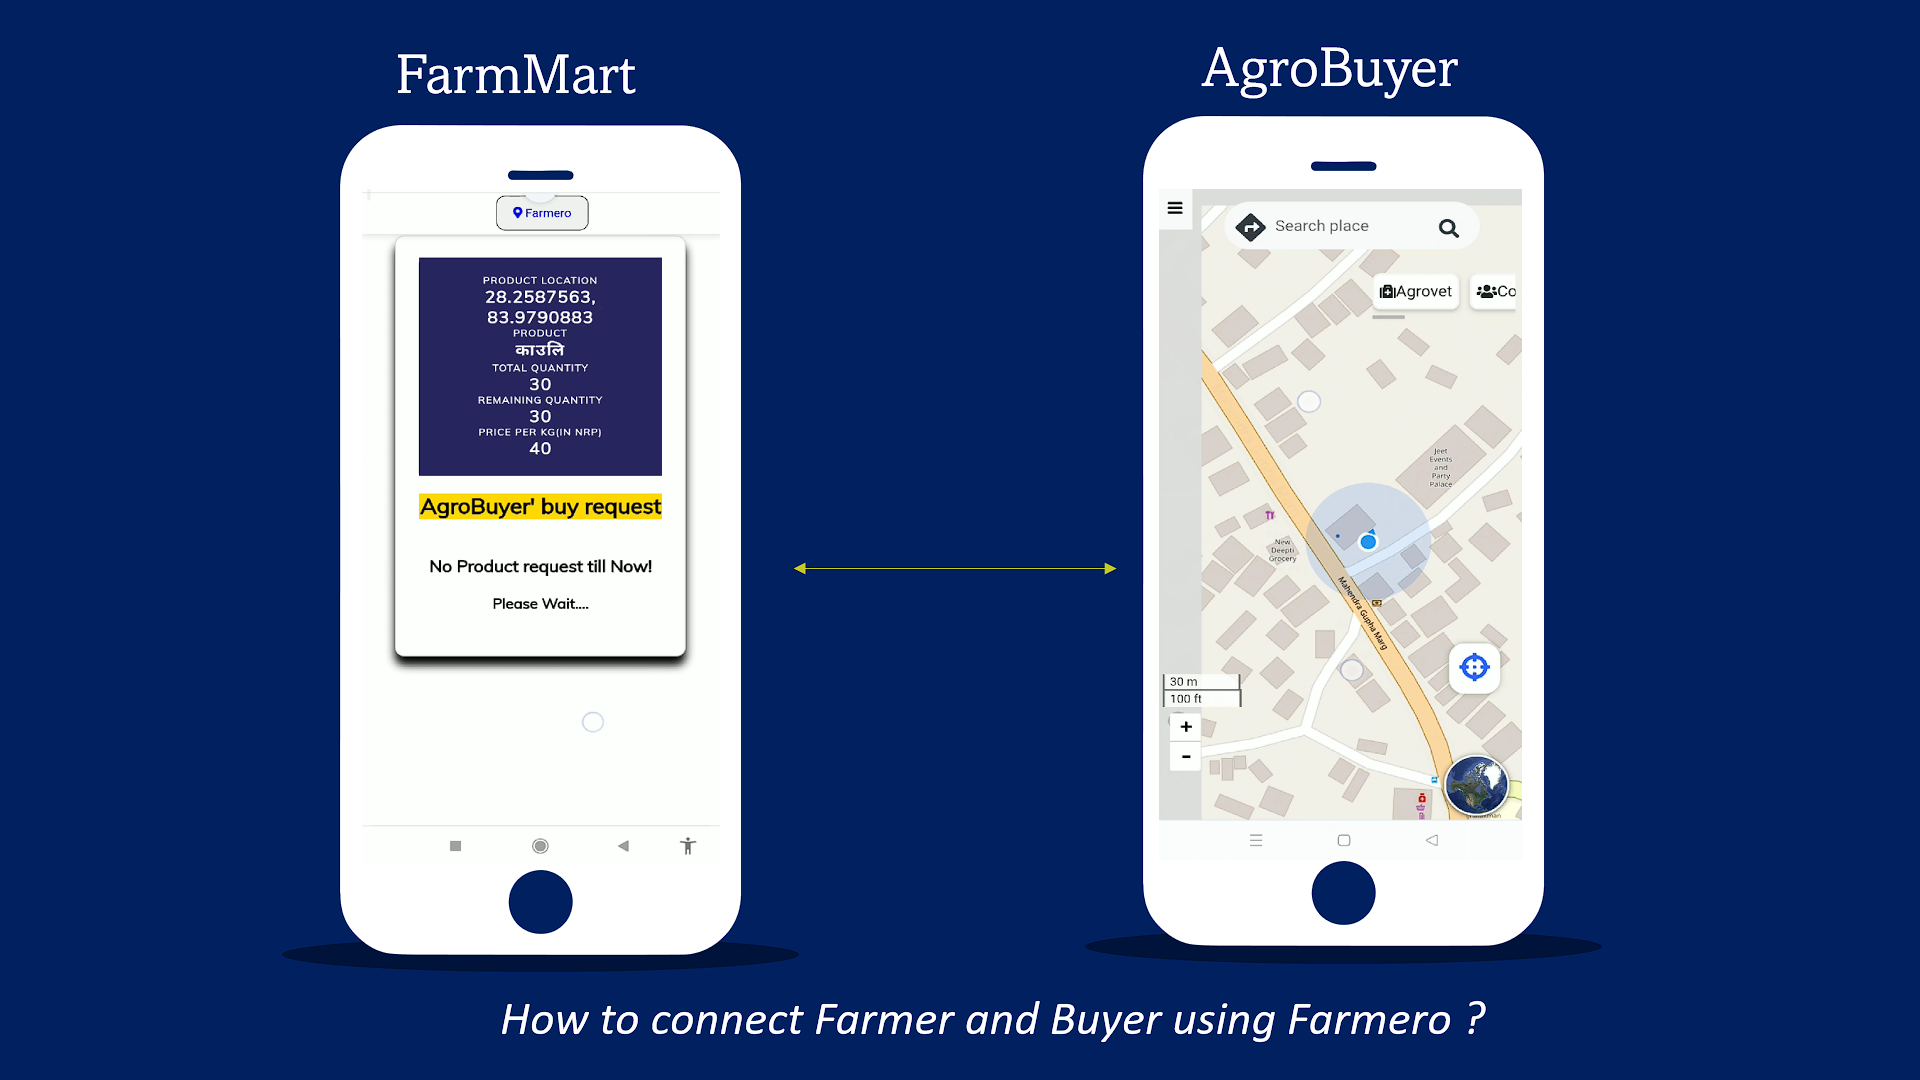 FarmMart
AgroBuyer
Farmero
PRODUCT LOCATION
28.2587563,
83.9790883
PRODUCT
काउलि
TOTAL QUANTITY
30
REMAINING QUANTITY
30
PRICE PER KG(IN NRP)
40
AgroBuyer' buy request
No Product request till Now!
Please Wait....
Search place
Agrovet
Co
Jeet
Events
and
Party
Palace
New
Deepti
Grocery
Mahendra Gupha Marg
30 m
100 ft
+
-
How to connect Farmer and Buyer using Farmero ?